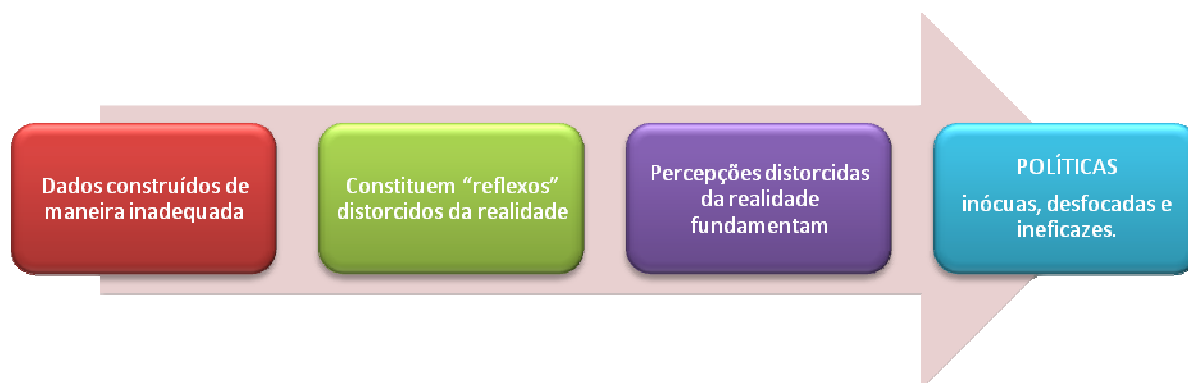 Dados construídos de
maneira inadequada
Constituem “reflexos”
distorcidos da realidade
Percepções distorcidas
da realidade
fundamentam
POLÍTICAS
inócuas, desfocadas e
ineficazes.